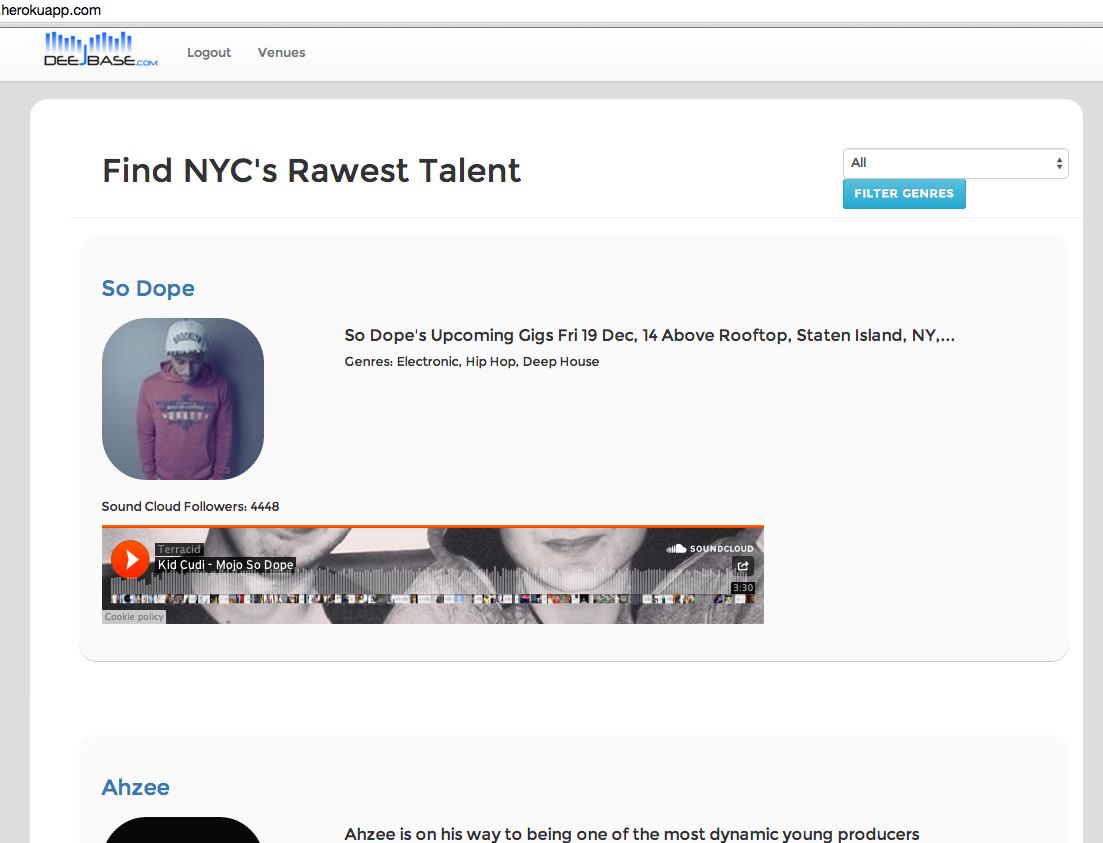 .herokuapp.com
DEEJBASE.COM
Logout
Venues
Find NYC's Rawest Talent
All
FILTER GENRES
So Dope
BROOKLYN
So Dope's Upcoming Gigs Fri 19 Dec, 14 Above Rooftop, Staten Island, NY,...
Genres: Electronic, Hip Hop, Deep House
Sound Cloud Followers: 4448
Terracid
SOUNDCLOUD
Kid Cudi - Mojo So Dope
3:30
Cookie policy
Ahzee
Ahzee is on his way to being one of the most dynamic young producers